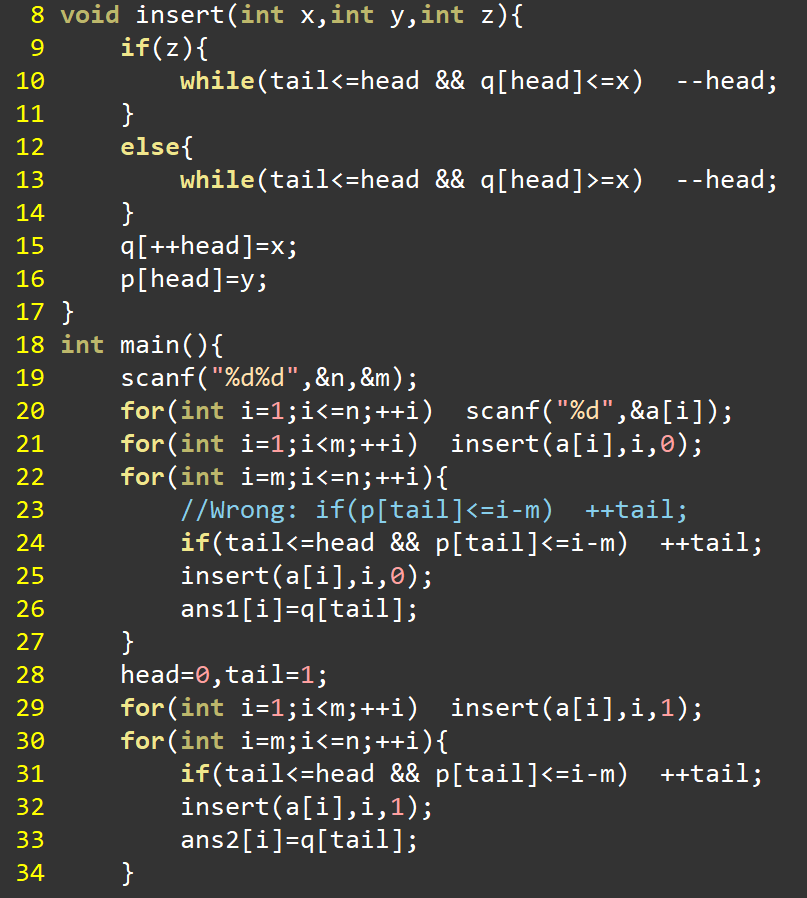 8 void insert(int x,int y,int z){
9     if(z){
10         while(tail<=head && q[head]<=x)  --head;
11     }
12     else{
13         while(tail<=head && q[head]>=x)  --head;
14     }
15     q[++head]=x;
16     p[head]=y;
17 }
18 int main(){
19     scanf("%d%d",&n,&m);
20     for(int i=1;i<=n;++i)  scanf("%d",&a[i]);
21     for(int i=1;i<m;++i)  insert(a[i],i,0);
22     for(int i=m;i<=n;++i){
23         //Wrong: if(p[tail]<=i-m)  ++tail;
24         if(tail<=head && p[tail]<=i-m)  ++tail;
25         insert(a[i],i,0);
26         ans1[i]=q[tail];
27     }
28     head=0,tail=1;
29     for(int i=1;i<m;++i)  insert(a[i],i,1);
30     for(int i=m;i<=n;++i){
31         if(tail<=head && p[tail]<=i-m)  ++tail;
32         insert(a[i],i,1);
33         ans2[i]=q[tail];
34     }